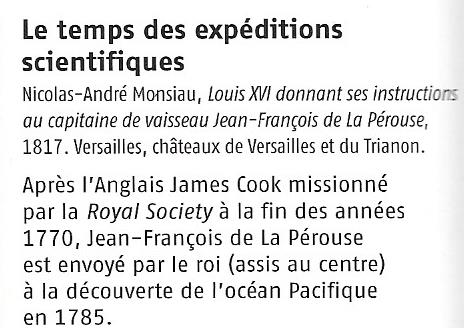 Le temps des expéditions
scientifiques
Nicolas-André Monsiau, Louis XVI donnant ses instructions
au capitaine de vaisseau Jean-François de La Pérouse,
1817. Versailles, châteaux de Versailles et du Trianon.
Après l'Anglais James Cook missionné
par la Royal Society à la fin des années
1770, Jean-François de La Pérouse
est envoyé par le roi (assis au centre)
à la découverte de l'océan Pacifique
en 1785.